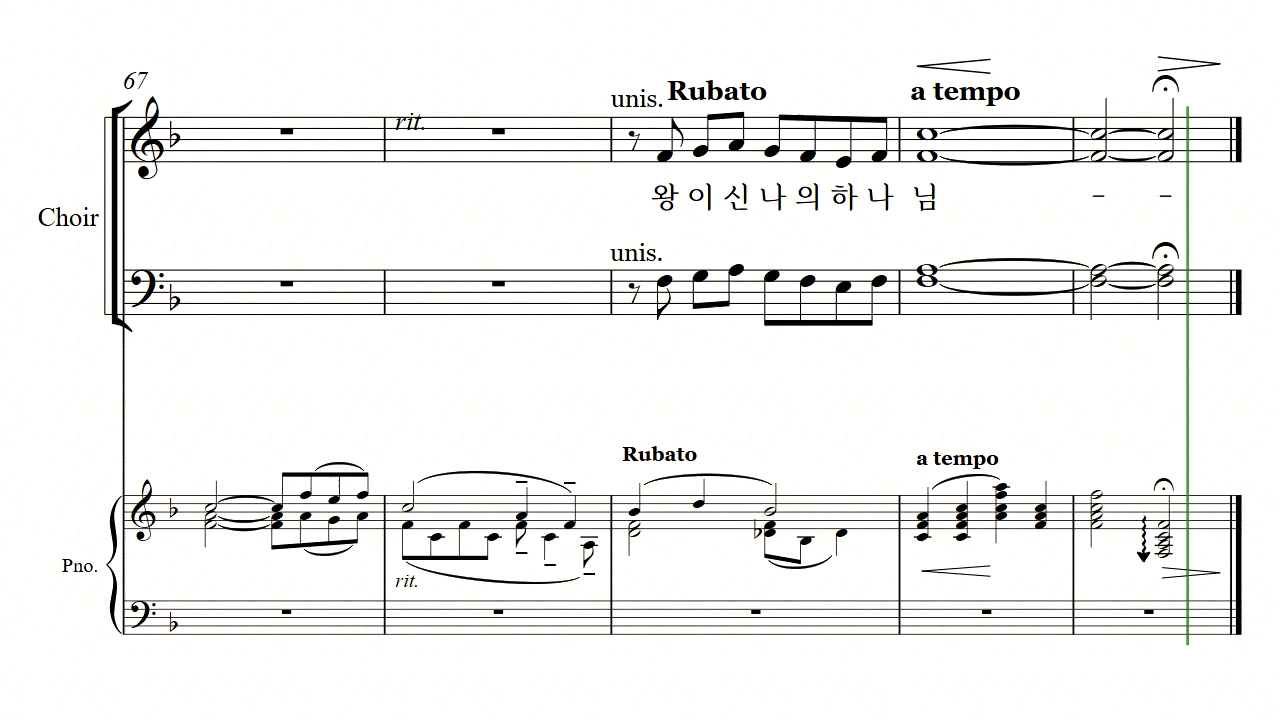 67
rit.
unis. Rubato a tempo
왕 이 신 나 의 하 나 님 - -
Choir
unis.
Rubato a tempo
Pno.
rit.